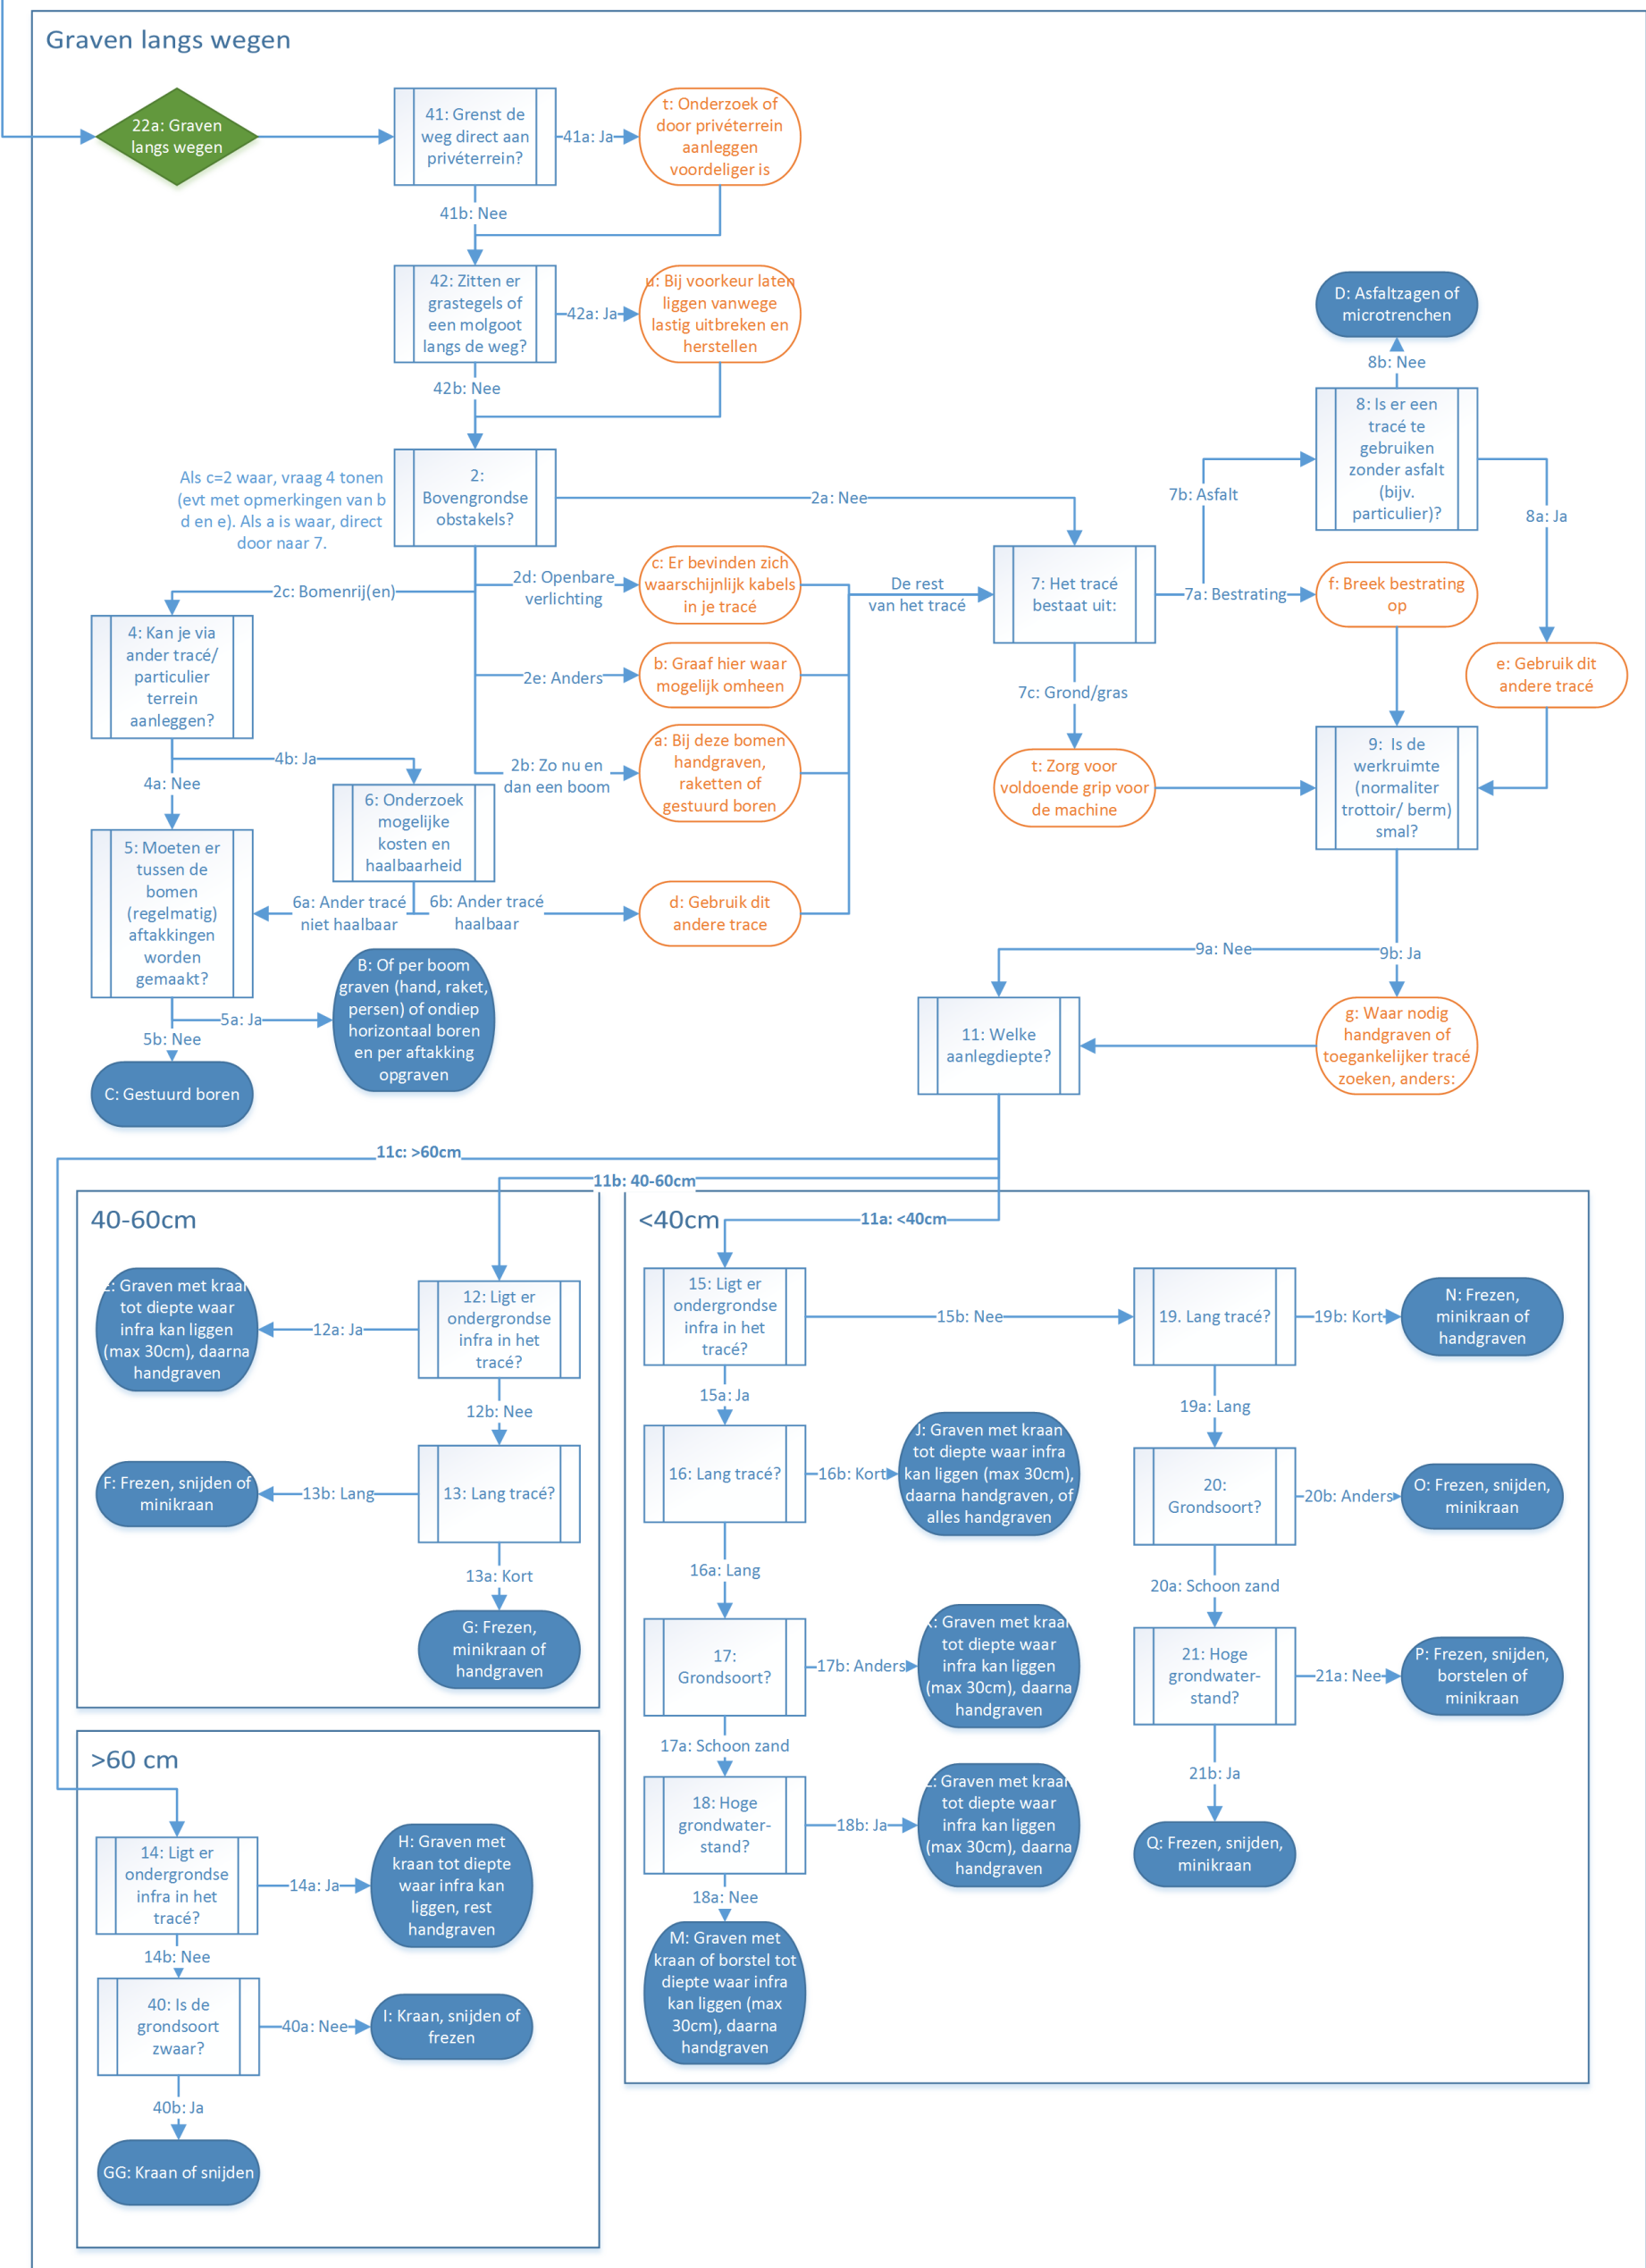 Graven langs wegen
22a: Graven
langs wegen
41: Grenst de
weg direct aan
privéterrein?
41a: Ja
t: Onderzoek of
door privéterrein
aanleggen
voordeliger is
41b: Nee
42: Zitten er
grastegels of
een molgoot
langs de weg?
42a: Ja
u: Bij voorkeur laten
liggen vanwege
lastig uitbreken en
herstellen
42b: Nee
D: Asfaltzagen of
microtrenchen
8b: Nee
8: Is er een
tracé te
gebruiken
zonder asfalt
(bijv.
particulier)?
8a: Ja
Als c=2 waar, vraag 4 tonen
(evt met opmerkingen van b
d en e). Als a is waar, direct
door naar 7.
2:
Bovengrondse
obstakels?
2a: Nee
7b: Asfalt
2c: Bomenrij(en)
2d: Openbare
verlichting
c: Er bevinden zich
waarschijnlijk kabels
in je tracé
De rest
van het tracé
7: Het tracé
bestaat uit:
7a: Bestrating
f: Breek bestrating
op
4: Kan je via
ander tracé/
particulier
terrein
aanleggen?
2e: Anders
b: Graaf hier waar
mogelijk omheen
7c: Grond/gras
e: Gebruik dit
andere tracé
4b: Ja
4a: Nee
2b: Zo nu en
dan een boom
a: Bij deze bomen
handgraven,
raketten of
gestuurd boren
t: Zorg voor
voldoende grip voor
de machine
9: Is de
werkruimte
(normaliter
trottoir/ berm)
smal?
6: Onderzoek
mogelijke
kosten en
haalbaarheid
5: Moeten er
tussen de
bomen
(regelmatig)
aftakkingen
worden
gemaakt?
6a: Ander tracé
niet haalbaar
6b: Ander tracé
haalbaar
d: Gebruik dit
andere trace
9a: Nee
9b: Ja
B: Of per boom
graven (hand, raket,
persen) of ondiep
horizontaal boren
en per aftakking
opgraven
5a: Ja
5b: Nee
C: Gestuurd boren
11: Welke
aanlegdiepte?
g: Waar nodig
handgraven of
toegankelijker tracé
zoeken, anders:
11c: >60cm
11b: 40-60cm
11a: <40cm
40-60cm
E: Graven met kraan
tot diepte waar
infra kan liggen
(max 30cm), daarna
handgraven
12a: Ja
12: Ligt er
ondergrondse
infra in het
tracé?
12b: Nee
F: Frezen, snijden of
minikraan
13b: Lang
13: Lang tracé?
13a: Kort
G: Frezen,
minikraan of
handgraven
<40cm
15: Ligt er
ondergrondse
infra in het
tracé?
15b: Nee
19. Lang tracé?
19b: Kort
N: Frezen,
minikraan of
handgraven
15a: Ja
19a: Lang
16: Lang tracé?
16b: Kort
J: Graven met kraan
tot diepte waar infra
kan liggen (max 30cm),
daarna handgraven, of
alles handgraven
20:
Grondsoort?
20b: Anders
O: Frezen, snijden,
minikraan
16a: Lang
20a: Schoon zand
17:
Grondsoort?
17b: Anders
K: Graven met kraan
tot diepte waar
infra kan liggen
(max 30cm), daarna
handgraven
21: Hoge
grondwater-
stand?
21a: Nee
P: Frezen, snijden,
borstelen of
minikraan
17a: Schoon zand
21b: Ja
18: Hoge
grondwater-
stand?
18b: Ja
L: Graven met kraan
tot diepte waar
infra kan liggen
(max 30cm), daarna
handgraven
Q: Frezen, snijden,
minikraan
18a: Nee
M: Graven met
kraan of borstel tot
diepte waar infra
kan liggen (max
30cm), daarna
handgraven
>60 cm
14: Ligt er
ondergrondse
infra in het
tracé?
14a: Ja
H: Graven met
kraan tot diepte
waar infra kan
liggen, rest
handgraven
14b: Nee
40: Is de
grondsoort
zwaar?
40a: Nee
I: Kraan, snijden of
frezen
40b: Ja
GG: Kraan of snijden